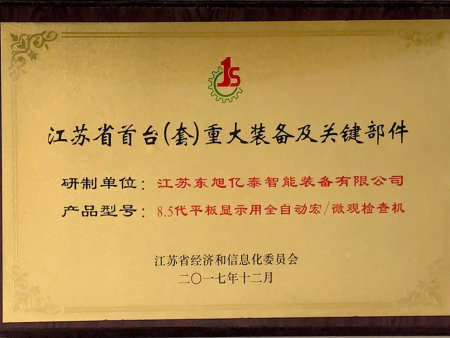 江苏省首台(套)重大装备及关键部件
研制单位：江苏东旭亿泰智能装备有限公司
产品型号：8.5代平板显示用全自动宏/微观检查机
江苏省经济和信息化委员会
二〇一七年十二月